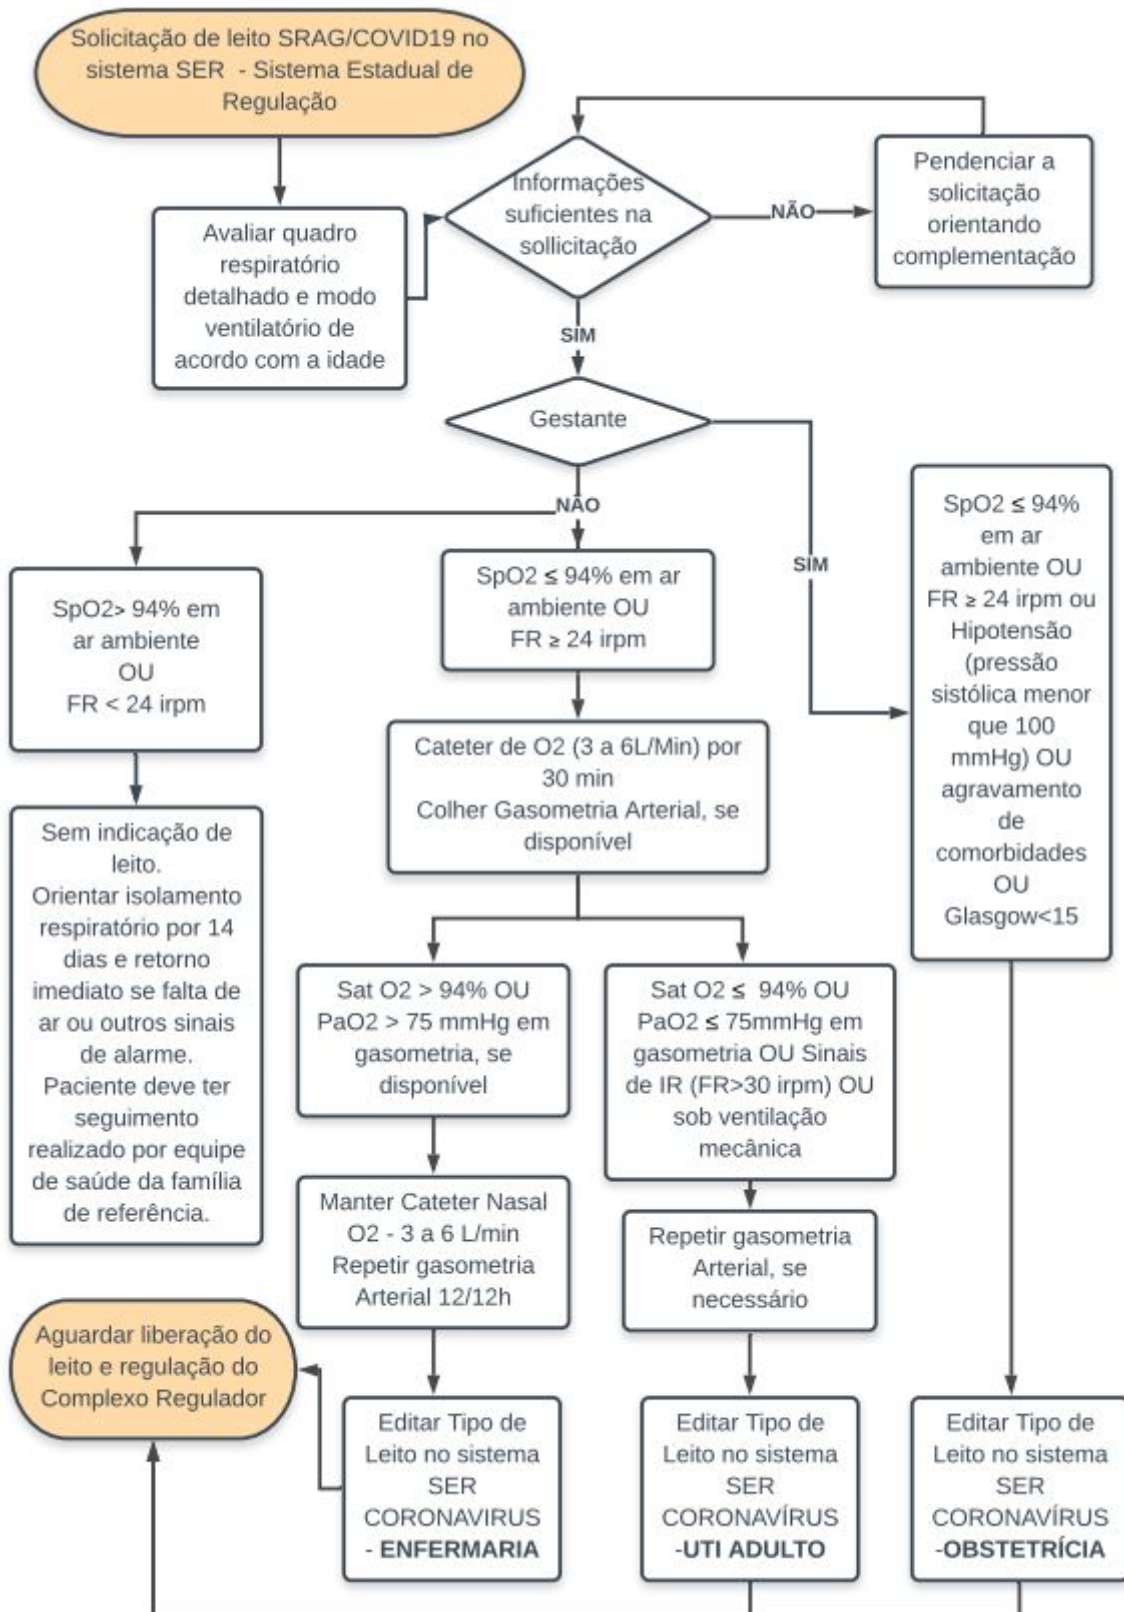 Solicitação de leito SRAG/COVID19 no
sistema SER - Sistema Estadual de
Regulação
Avaliar quadro
respiratório
detalhado e modo
ventilatório de
acordo com a idade
Informações
suficientes na
sollicitação
NÃO
Pendenciar a
solicitação
orientando
complementação
SIM
Gestante
NÃO
SIM
SpO2> 94% em
ar ambiente
OU
FR < 24 irpm
SpO2 ≤ 94% em ar
ambiente OU
FR ≥ 24 irpm
SpO2 ≤ 94%
em ar
ambiente OU
FR ≥ 24 irpm ou
Hipotensão
(pressão
sistólica menor
que 100
mmHg) OU
agravamento
de
comorbidades
OU
Glasgow<15
Cateter de O2 (3 a 6L/Min) por
30 min
Colher Gasometria Arterial, se
disponível
Sem indicação de
leito.
Orientar isolamento
respiratório por 14
dias e retorno
imediato se falta de
ar ou outros sinais
de alarme.
Paciente deve ter
seguimento
realizado por equipe
de saúde da família
de referência.
Sat O2 > 94% OU
PaO2 > 75 mmHg em
gasometria, se
disponível
Sat O2 ≤ 94% OU
PaO2 ≤ 75mmHg em
gasometria OU Sinais
de IR (FR>30 irpm) OU
sob ventilação
mecânica
Manter Cateter Nasal
O2 - 3 a 6 L/min
Repetir gasometria
Arterial 12/12h
Repetir gasometria
Arterial, se
necessário
Aguardar liberação do
leito e regulação do
Complexo Regulador
Editar Tipo de
Leito no sistema
SER
CORONAVIRUS
- ENFERMARIA
Editar Tipo de
Leito no sistema
SER
CORONAVÍRUS
-UTI ADULTO
Editar Tipo de
Leito no sistema
SER
CORONAVÍRUS
-OBSTETRÍCIA